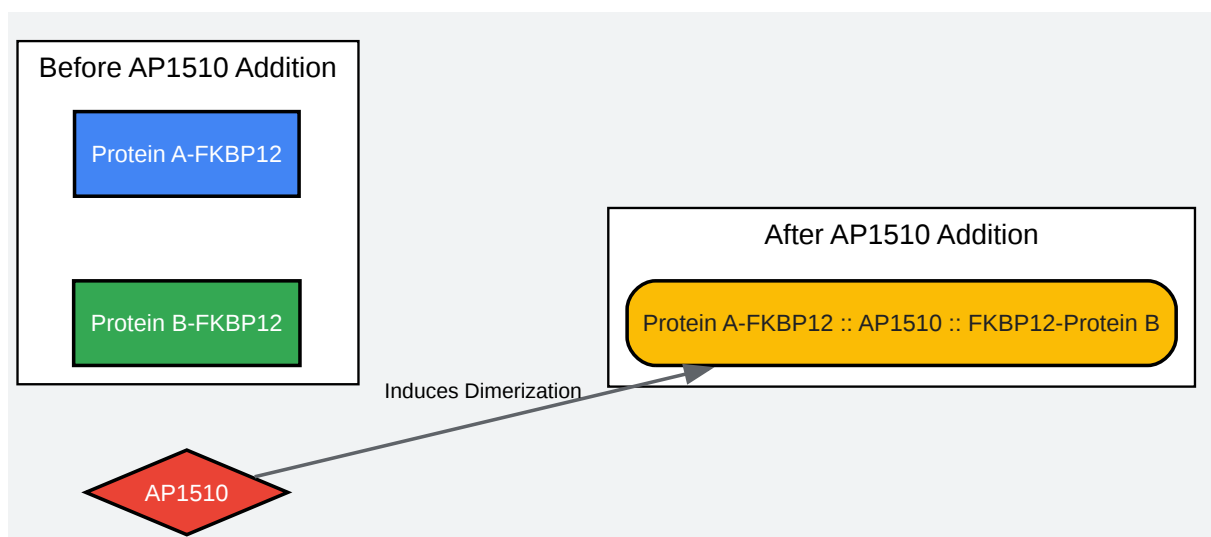 Before AP1510 Addition
Protein A-FKBP12
Protein B-FKBP12
After AP1510 Addition
Protein A-FKBP12 :: AP1510 :: FKBP12-Protein B
Induces Dimerization
AP1510